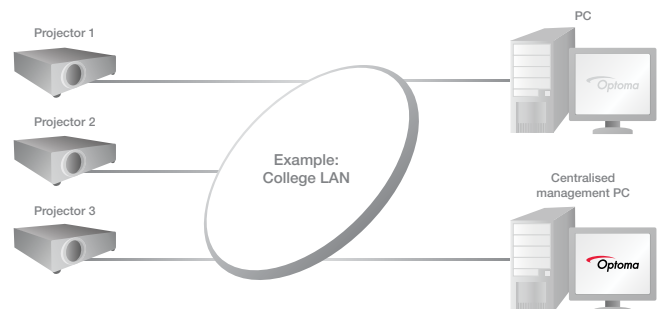 PC
Projector 1
Optoma
Projector 2
Example:
College LAN
Centralised
management PC
Projector 3
Optoma